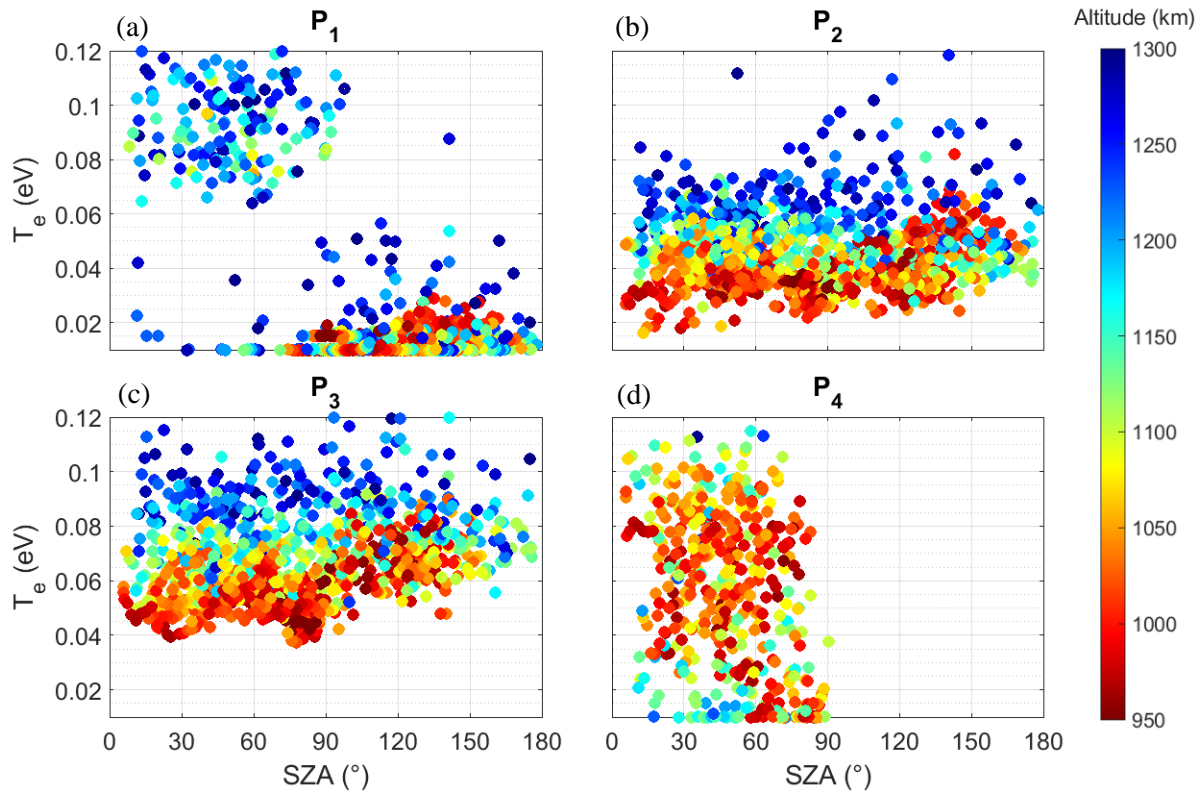 (a) P1 (b) P2 Altitude (km)
0.12 1300
0.1 1250
0.08
Te (eV)
0.06 1200
0.04
0.02 1150
(c) P3 (d) P4
0.12 1100
0.1
1050
0.08
Te (eV)
0.06 1000
0.04
0.02 950
0 30 60 90 120 150 180 0 30 60 90 120 150 180
SZA (°) SZA (°)